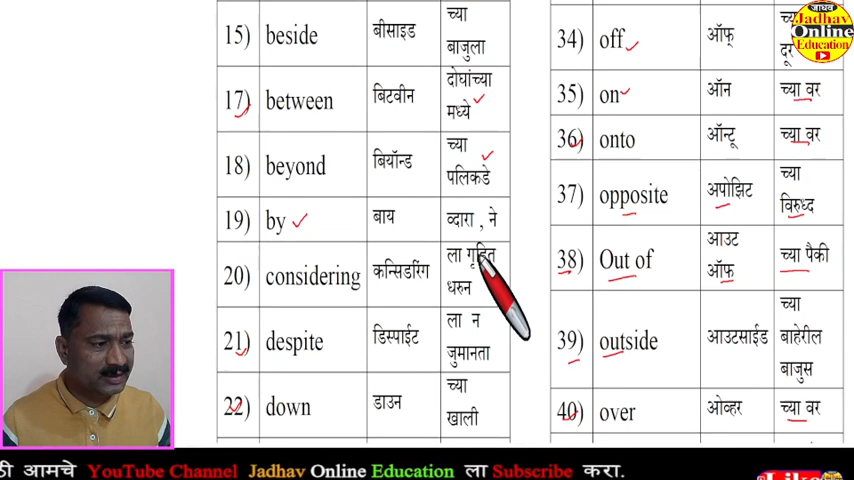 15) beside बीसाइड च्या
बाजुला
17) between बिटवीन दोघांच्या
मध्ये
18) beyond बियॉन्ड च्या
पलिकडे
19) by बाय व्दारा , ने
20) considering कन्सिडरिंग ला गृहित
धरुन
21) despite डिस्पाईट ला न
जुमानता
22) down डाउन च्या
खाली
34) off ऑफ्
दूर
35) on ऑन च्या वर
36) onto ऑन्टू च्या वर
37) opposite अपोझिट च्या
विरुध्द
38) Out of आउट
ऑफ् च्या पैकी
39) outside आउटसाईड च्या
बाहेरील
बाजुस
40) over ओव्हर च्या वर
जाधव
Jadhav
Online
Education
ठी आमचे YouTube Channel Jadhav Online Education ला Subscribe करा.
Like